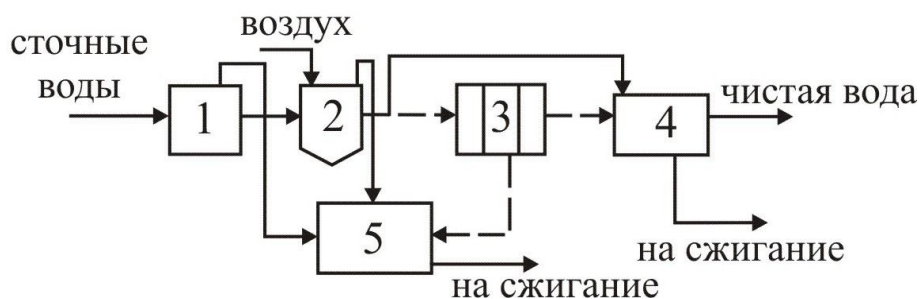 воздух
сточные
воды
1
2
3
4
чистая вода
5
на сжигание
на сжигание